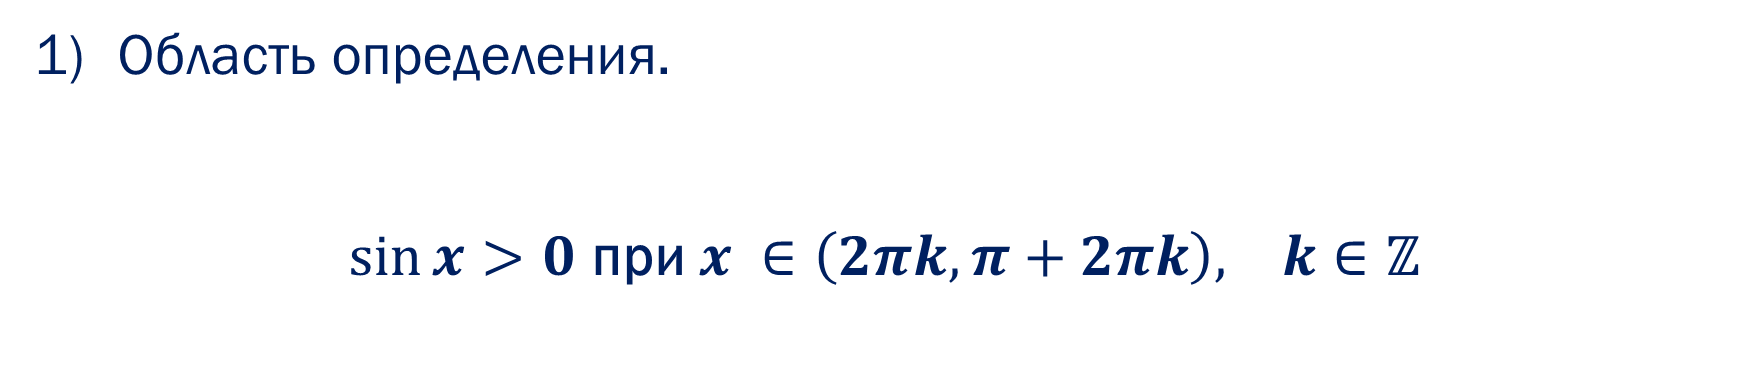 1) Область определения.
sin x > 0 при x ∈ (2πk, π + 2πk), k ∈ ℤ